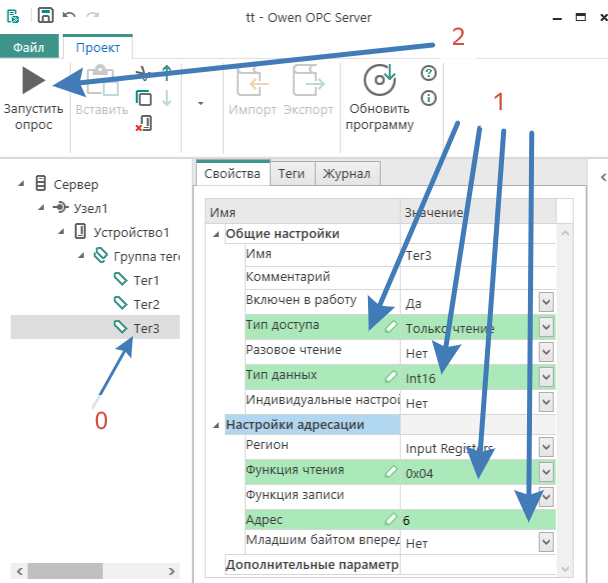 tt - Owen OPC Server
2
Файл
Проект
Запустить опрос
Вставить
Импорт
Экспорт
Обновить программу
1
Свойства
Теги
Журнал
Сервер
Узел1
Устройство1
Группа тего
Тег1
Тег2
Тег3
0
Имя Значение
Общие настройки
Имя Тег3
Комментарий
Включен в работу Да
Тип доступа Только чтение
Разовое чтение Нет
Тип данных Int16
Индивидуальные настрой Нет
Настройки адресации
Регион Input Registers
Функция чтения 0x04
Функция записи
Адрес 6
Младшим байтом вперед Нет
Дополнительные параметр